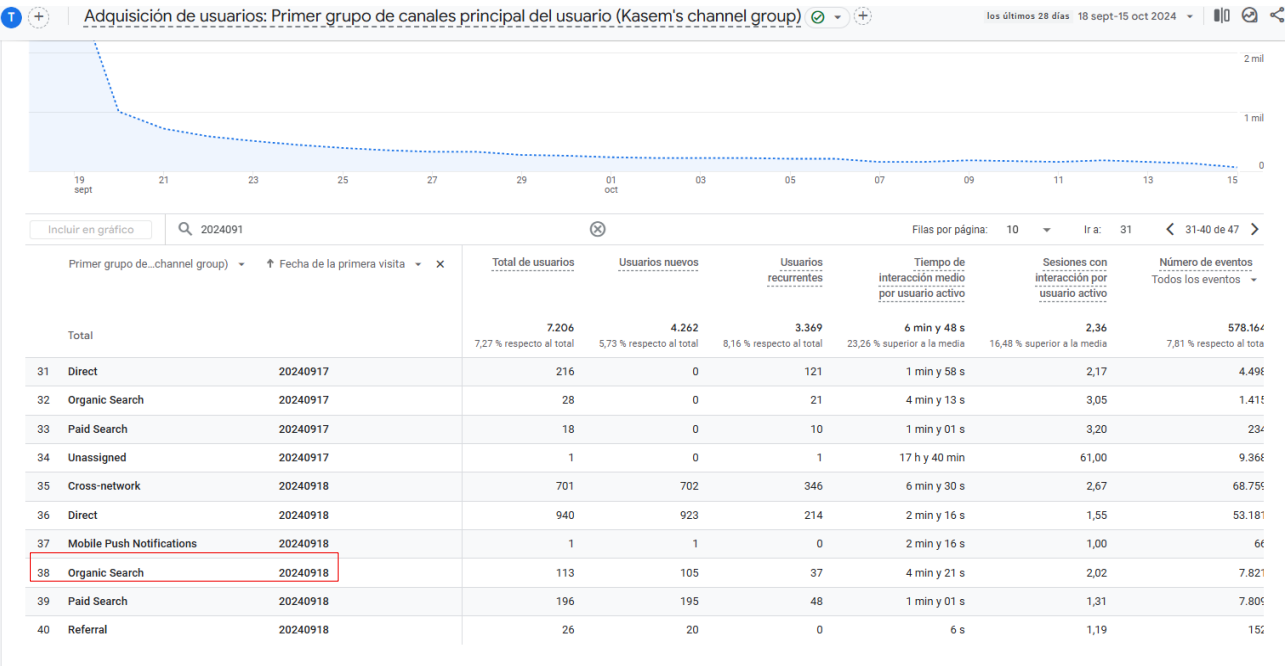 T + Adquisición de usuarios: Primer grupo de canales principal del usuario (Kasem's channel group) + los últimos 28 días 18 sept-15 oct 2024
2 mil
1 mil
0
19 21 23 25 27 29 01 03 05 07 09 11 13 15
sept oct
Incluir en gráfico 2024091 Filas por página: 10 Ir a: 31 31-40 de 47
Primer grupo de...channel group) Fecha de la primera visita Total de usuarios Usuarios nuevos Usuarios recurrentes Tiempo de interacción medio por usuario activo Sesiones con interacción por usuario activo Número de eventos
Todos los eventos
Total 7.206 4.262 3.369 6 min y 48 s 2,36 578.164
7,27 % respecto al total 5,73 % respecto al total 8,16 % respecto al total 23,26 % superior a la media 16,48 % superior a la media 7,81 % respecto al tota
31 Direct 20240917 216 0 121 1 min y 58 s 2,17 4.498
32 Organic Search 20240917 28 0 21 4 min y 13 s 3,05 1.415
33 Paid Search 20240917 18 0 10 1 min y 01 s 3,20 234
34 Unassigned 20240917 1 0 1 17 h y 40 min 61,00 9.368
35 Cross-network 20240918 701 702 346 6 min y 30 s 2,67 68.759
36 Direct 20240918 940 923 214 2 min y 16 s 1,55 53.181
37 Mobile Push Notifications 20240918 1 1 0 2 min y 16 s 1,00 66
38 Organic Search 20240918 113 105 37 4 min y 21 s 2,02 7.821
39 Paid Search 20240918 196 195 48 1 min y 01 s 1,31 7.809
40 Referral 20240918 26 20 0 6 s 1,19 152